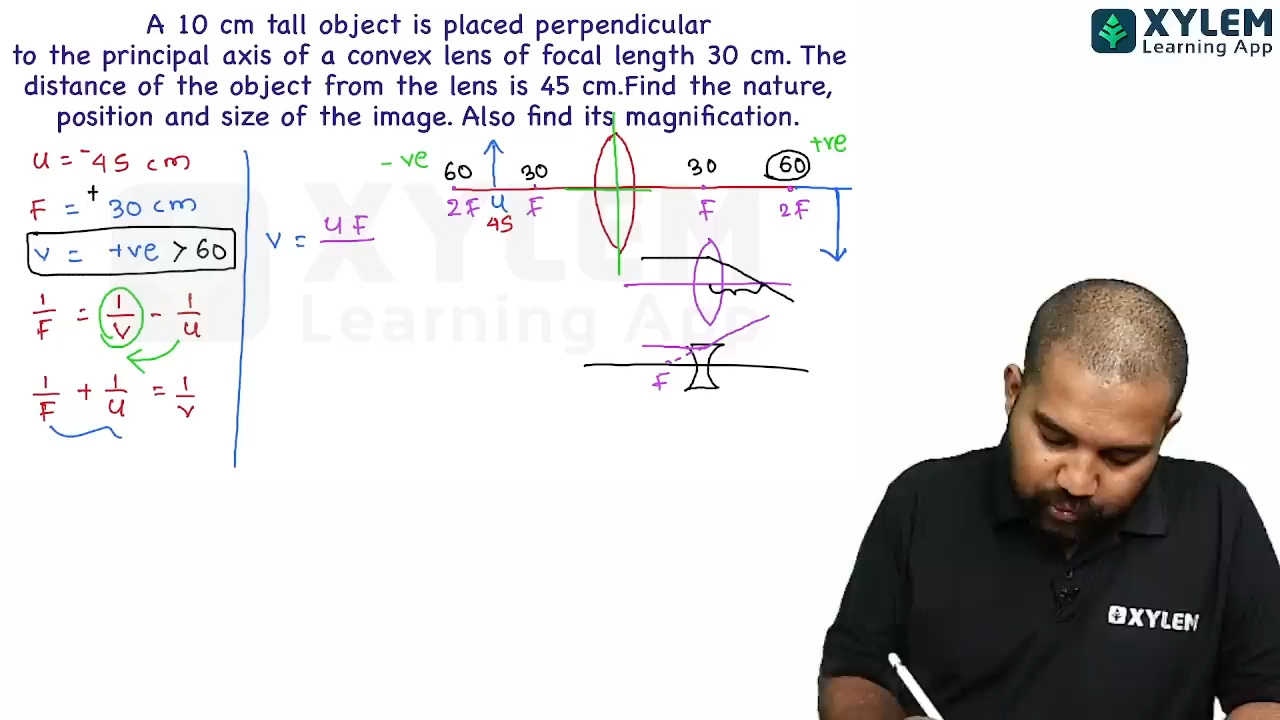 A 10 cm tall object is placed perpendicular
to the principal axis of a convex lens of focal length 30 cm. The
distance of the object from the lens is 45 cm.Find the nature,
position and size of the image. Also find its magnification.
XYLEM
Learning App
u = -45 cm
F = +30 cm
v = +ve > 60
1/F = 1/v - 1/u
1/F + 1/u = 1/v
v = uF
-ve
+ve
60 30 30 60
2F u F F 2F
45
F
XYLEM
Learning App
XYLEM